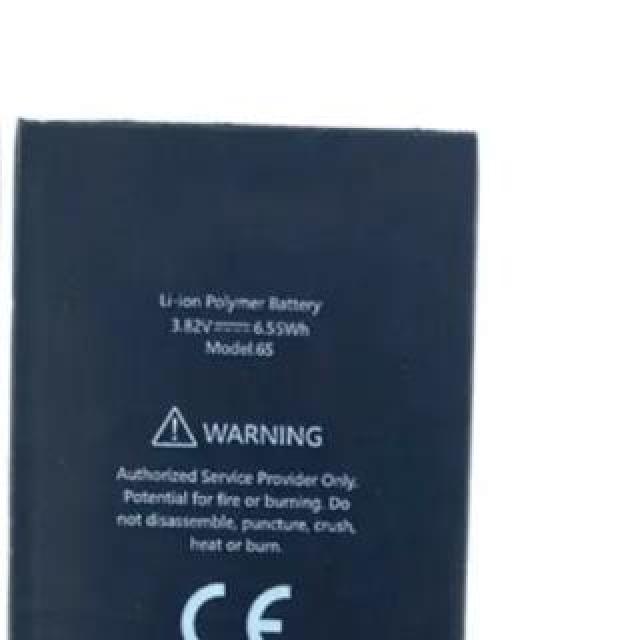 Li-ion Polymer Battery
3.82V⎓6.55Wh
Model:6S
WARNING
Authorized Service Provider Only.
Potential for fire or burning. Do
not disassemble, puncture, crush,
heat or burn.
CE